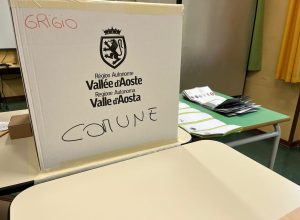 GRIGIO
Région Autonome
Vallée d'Aoste
Regione Autonoma
Valle d'Aosta
COMUNE